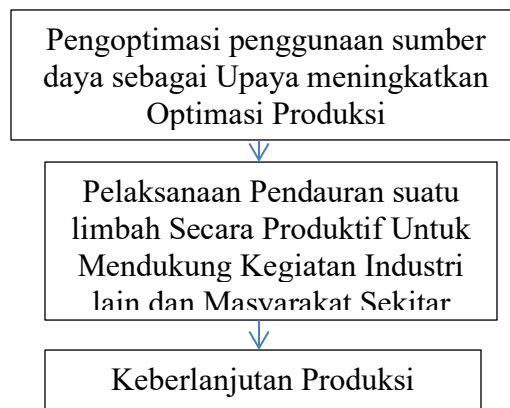 Pengoptimasi penggunaan sumber
daya sebagai Upaya meningkatkan
Optimasi Produksi
Pelaksanaan Pendauran suatu
limbah Secara Produktif Untuk
Mendukung Kegiatan Industri
lain dan Masyarakat Sekitar
Keberlanjutan Produksi